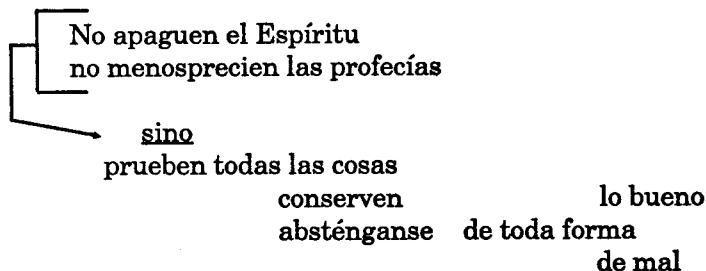 No apaguen el Espíritu
no menosprecien las profecías
sino
prueben todas las cosas
conserven lo bueno
absténganse de toda forma
de mal